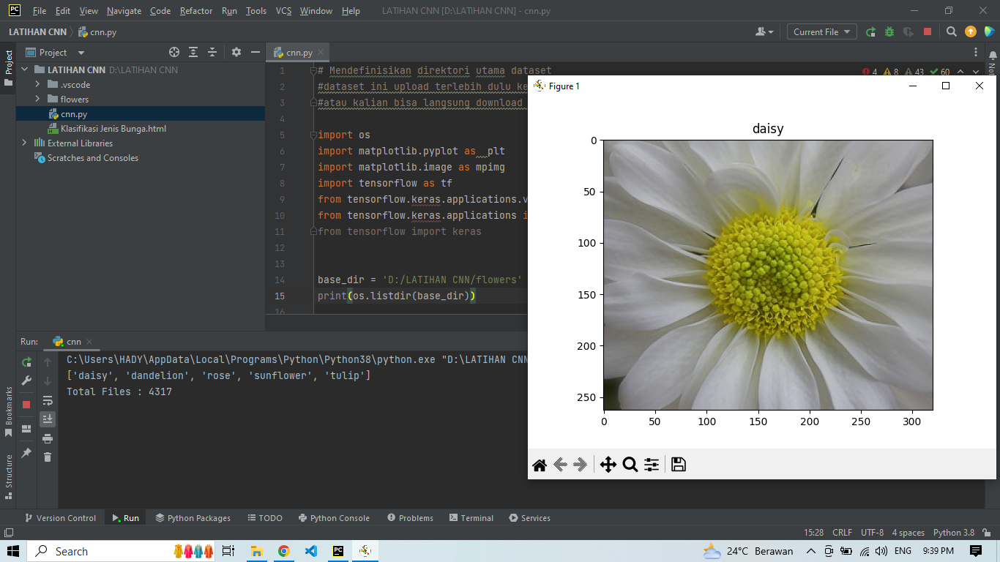 File Edit View Navigate Code Refactor Run Tools VCS Window Help LATIHAN CNN [D:\LATIHAN CNN] - cnn.py
LATIHAN CNN cnn.py Current File
Project Project cnn.py
LATIHAN CNN D:\LATIHAN CNN
.vscode
flowers
cnn.py
Klasifikasi Jenis Bunga.html
External Libraries
Scratches and Consoles
4 8 43 60
1 # Mendefinisikan direktori utama dataset
2 #dataset ini upload terlebih dulu ke
3 #atau kalian bisa langsung download
4
5 import os
6 import matplotlib.pyplot as  plt
7 import matplotlib.image as mpimg
8 import tensorflow as tf
9 from tensorflow.keras.applications.v
10 from tensorflow.keras.applications i
11 from tensorflow import keras
12
13
14 base_dir = 'D:/LATIHAN CNN/flowers'
15 print(os.listdir(base_dir))
16
Figure 1
daisy
0
50
100
150
200
250
0 50 100 150 200 250 300
Run: cnn
C:\Users\HADY\AppData\Local\Programs\Python\Python38\python.exe "D:\LATIHAN CNN
['daisy', 'dandelion', 'rose', 'sunflower', 'tulip']
Total Files : 4317
Bookmarks
Structure
Version Control Run Python Packages TODO Python Console Problems Terminal Services
15:28 CRLF UTF-8 4 spaces Python 3.8
Search 24°C Berawan ENG 9:39 PM